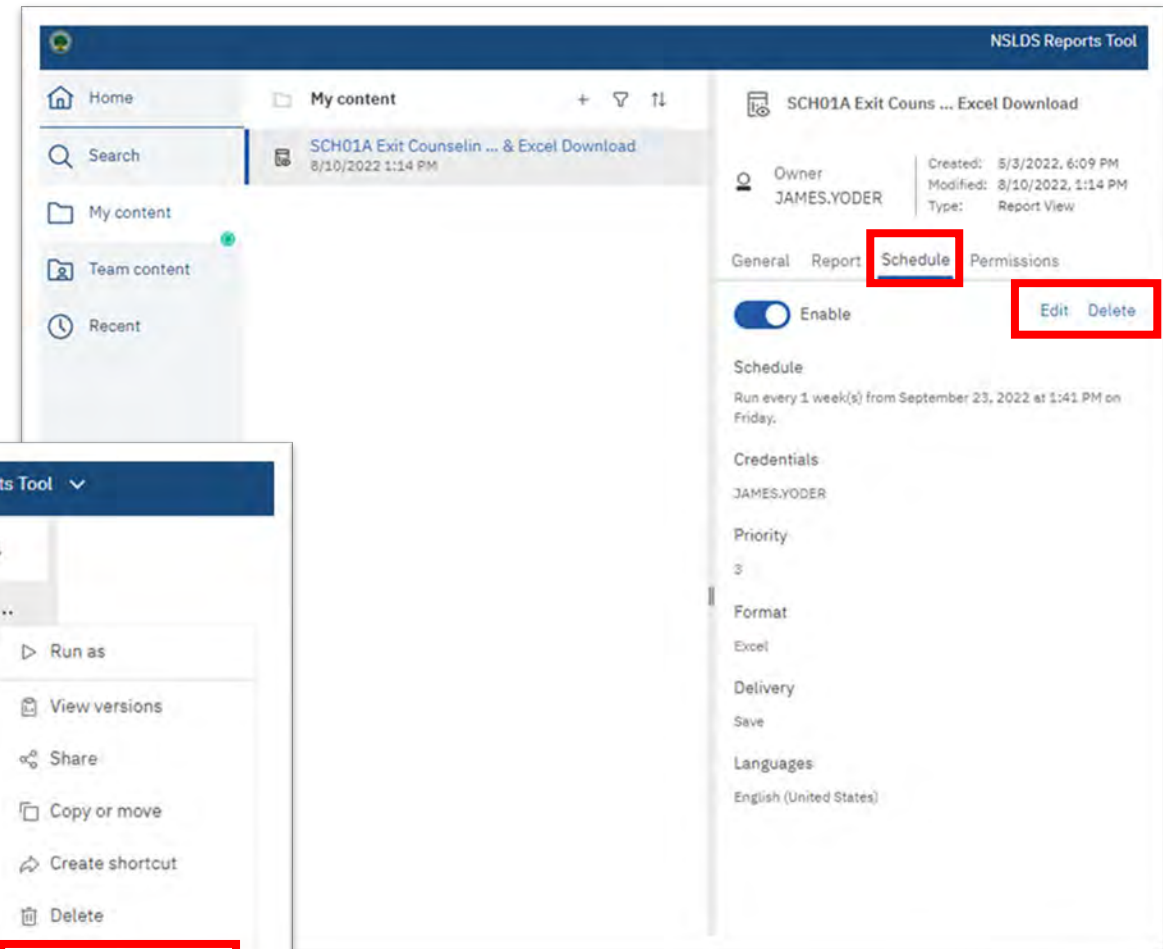 NSLDS Reports Tool
Home
Search
My content
Team content
Recent
My content
SCH01A Exit Counselin ... & Excel Download
8/10/2022 1:14 PM
SCH01A Exit Couns ... Excel Download
Owner
JAMES.YODER
Created: 5/3/2022, 6:09 PM
Modified: 8/10/2022, 1:14 PM
Type: Report View
General Report Schedule Permissions
Enable Edit Delete
Schedule
Run every 1 week(s) from September 23, 2022 at 1:41 PM on
Friday.
Credentials
JAMES.YODER
Priority
3
Format
Excel
Delivery
Save
Languages
English (United States)
ts Tool
Run as
View versions
Share
Copy or move
Create shortcut
Delete